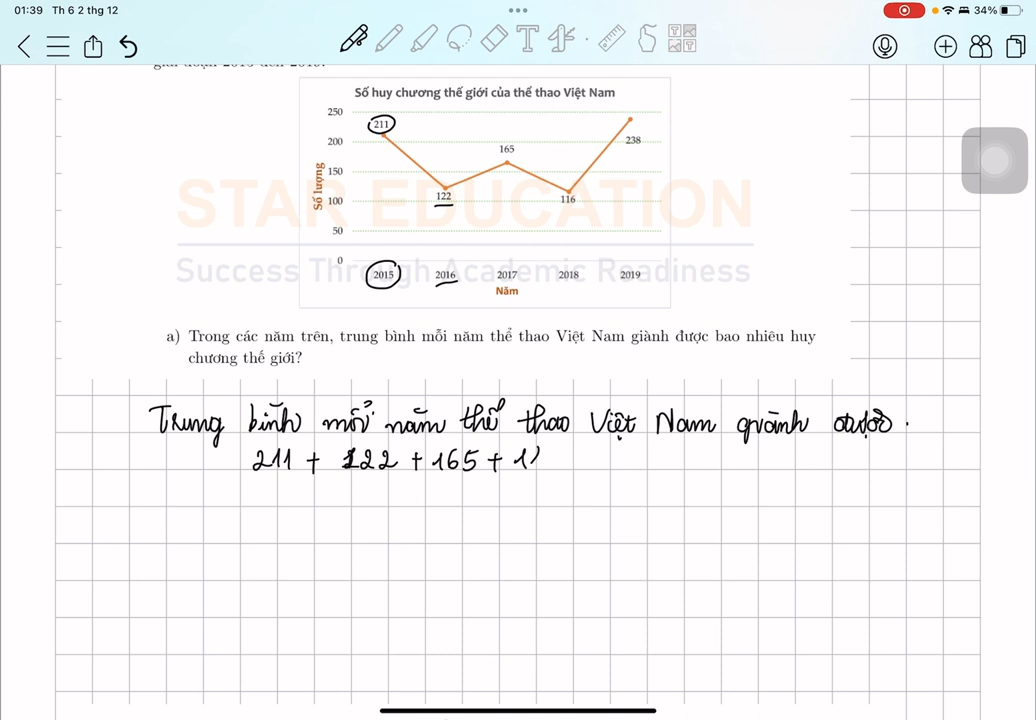 01:39 Th 6 2 thg 12 34%
Số huy chương thế giới của thể thao Việt Nam
Số lượng
250
200
150
100
50
0
211
122
165
116
238
2015 2016 2017 2018 2019
Năm
STAR EDUCATION
Success Through Academic Readiness
a) Trong các năm trên, trung bình mỗi năm thể thao Việt Nam giành được bao nhiêu huy
chương thế giới?
Trung bình mỗi năm thể thao Việt Nam giành được
211 + 122 + 165 + 1